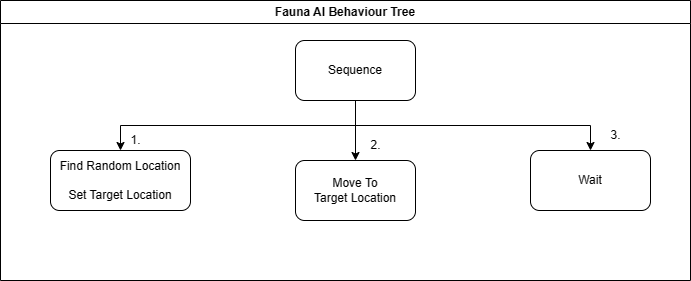 Fauna AI Behaviour Tree
Sequence
1.
2.
3.
Find Random Location
Set Target Location
Move To
Target Location
Wait